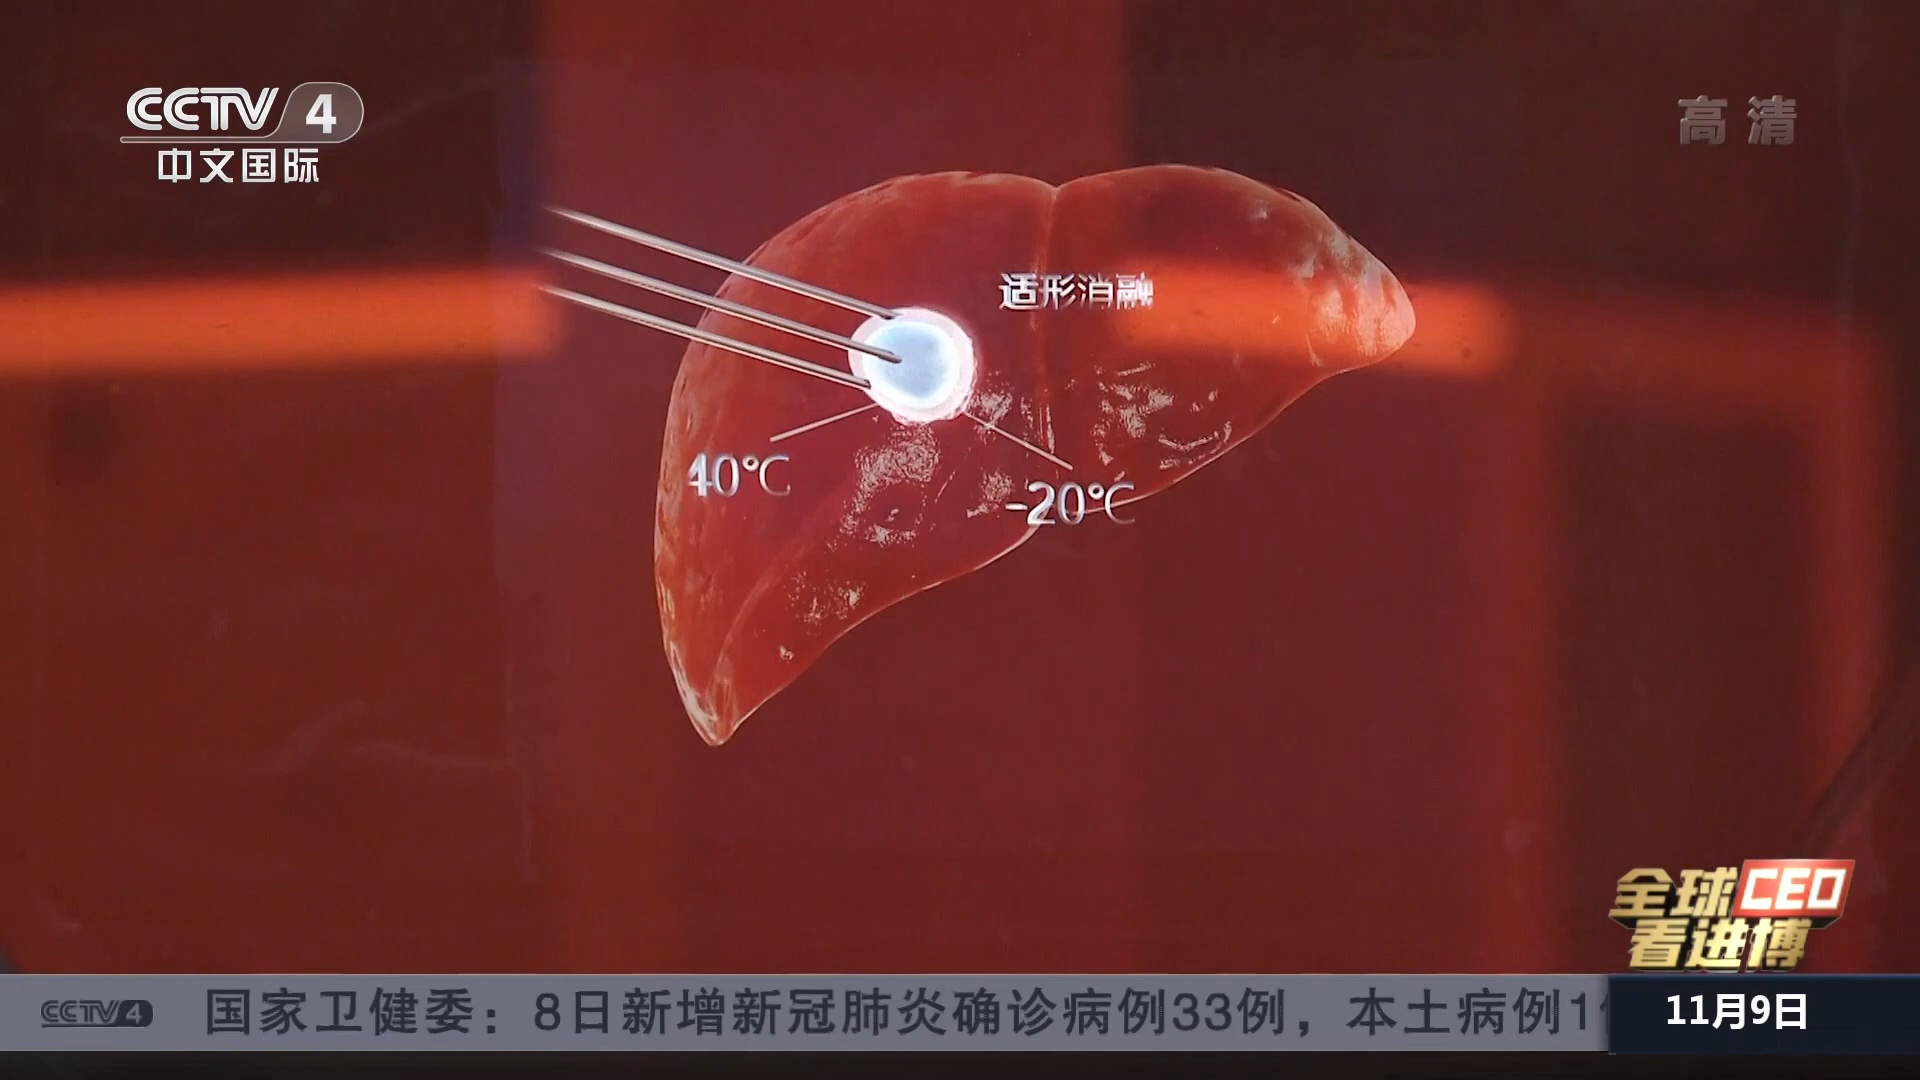 CCTV 4
中文国际
高清
适形消融
40°C
-20°C
全球CEO
看进博
CCTV 4 国家卫健委：8日新增新冠肺炎确诊病例33例，本土病例1
11月9日